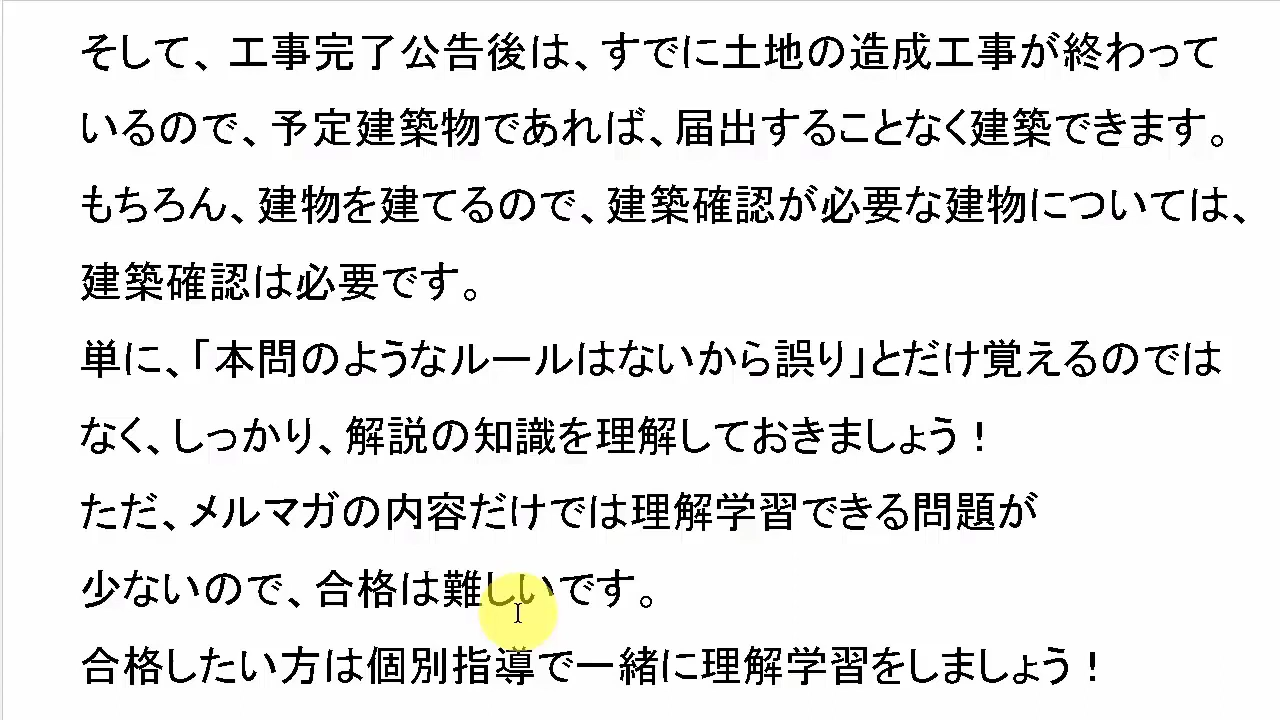 そして、工事完了公告後は、すでに土地の造成工事が終わって
いるので、予定建築物であれば、届出することなく建築できます。
もちろん、建物を建てるので、建築確認が必要な建物については、
建築確認は必要です。
単に、「本問のようなルールはないから誤り」とだけ覚えるのでは
なく、しっかり、解説の知識を理解しておきましょう！
ただ、メルマガの内容だけでは理解学習できる問題が
少ないので、合格は難しいです。
合格したい方は個別指導で一緒に理解学習をしましょう！